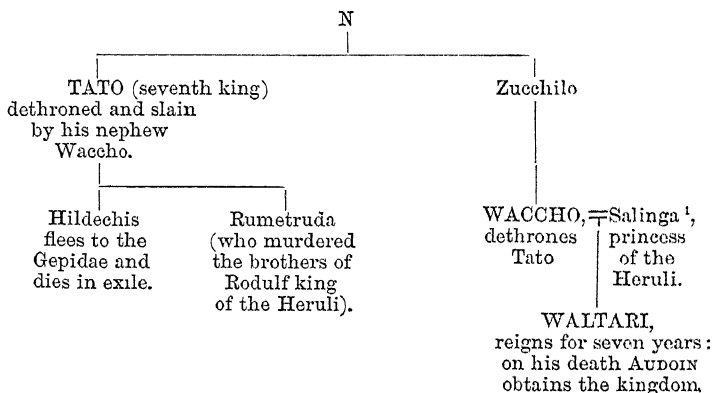 N
TATO (seventh king)
dethroned and slain
by his nephew
Waccho.
Zucchilo
Hildechis
flees to the
Gepidae and
dies in exile.
Rumetruda
(who murdered
the brothers of
Rodulf king
of the Heruli).
WACCHO,
dethrones
Tato
Salinga ¹,
princess
of the
Heruli.
WALTARI,
reigns for seven years:
on his death AUDOIN
obtains the kingdom,